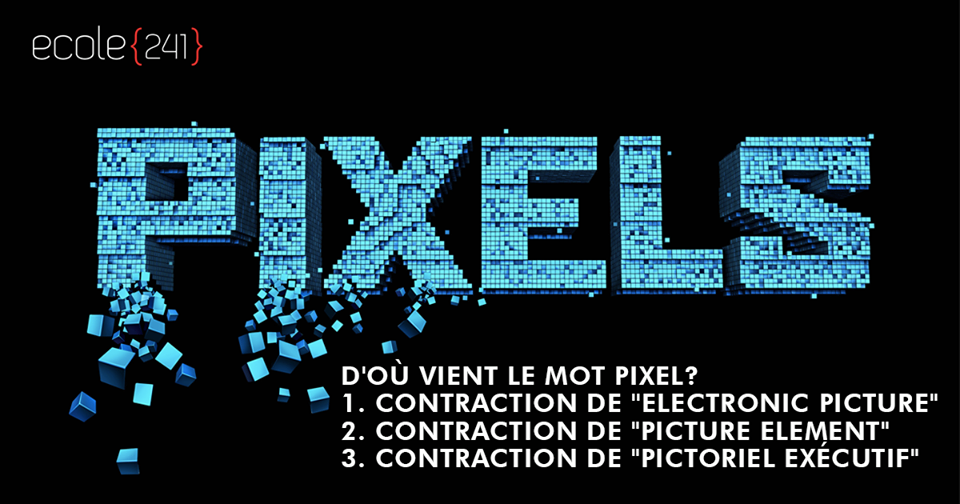 ecole{241}
PIXELS
D'OÙ VIENT LE MOT PIXEL?
1. CONTRACTION DE "ELECTRONIC PICTURE"
2. CONTRACTION DE "PICTURE ELEMENT"
3. CONTRACTION DE "PICTORIEL EXÉCUTIF"